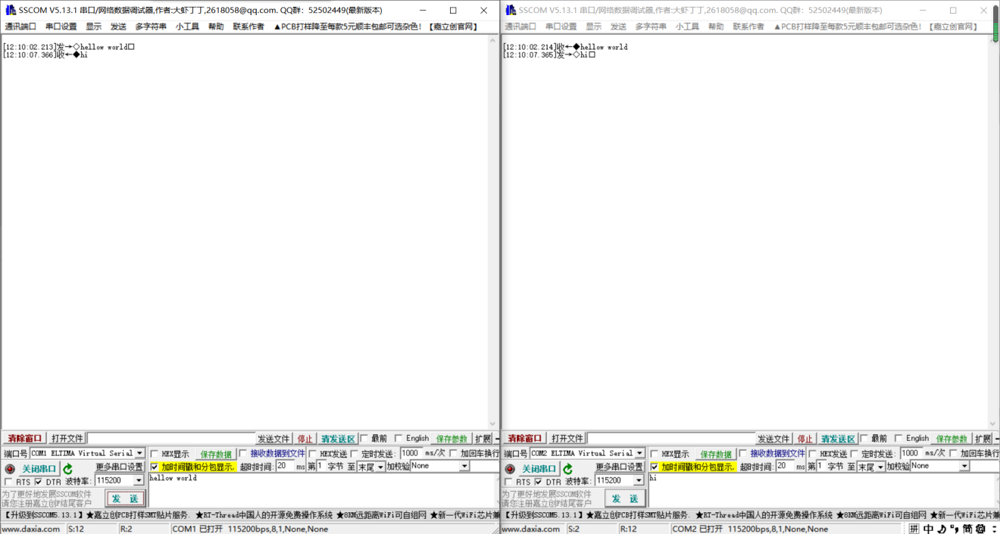 SSCOM V5.13.1 串口/网络数据调试器,作者:大虾丁丁,2618058@qq.com. QQ群: 52502449(最新版本)
通讯端口 串口设置 显示 发送 多字符串 小工具 帮助 联系作者 ▲PCB打样降至每款5元顺丰包邮可选杂色! 【嘉立创官网】
[12:10:02.213]发→◇hellow world□
[12:10:07.366]收←◆hi
清除窗口 打开文件 发送文件 停止 清发送区 最前 English 保存参数 扩展 —
端口号 COM1 ELTIMA Virtual Serial HEX显示 保存数据 接收数据到文件 HEX发送 定时发送: 1000 ms/次 加回车换行
关闭串口 更多串口设置 加时间戳和分包显示, 超时时间: 20 ms 第 1 字节 至 末尾 加校验 None
RTS DTR 波特率: 115200
hellow world
为了更好地发展SSCOM软件
请您注册嘉立创F结尾客户
发 送
【升级到SSCOM5.13.1】★嘉立创PCB打样SMT贴片服务. ★RT-Thread中国人的开源免费操作系统 ★8KM远距离WiFi可自组网 ★新一代WiFi芯片兼
www.daxia.com S:12 R:2 COM1 已打开 115200bps,8,1,None,None
SSCOM V5.13.1 串口/网络数据调试器,作者:大虾丁丁,2618058@qq.com. QQ群: 52502449(最新版本)
通讯端口 串口设置 显示 发送 多字符串 小工具 帮助 联系作者 ▲PCB打样降至每款5元顺丰包邮可选杂色! 【嘉立创官网】
[12:10:02.214]收←◆hellow world
[12:10:07.365]发→◇hi□
清除窗口 打开文件 发送文件 停止 清发送区 最前 English 保存参数 扩展 —
端口号 COM2 ELTIMA Virtual Serial HEX显示 保存数据 接收数据到文件 HEX发送 定时发送: 1000 ms/次 加回车换行
关闭串口 更多串口设置 加时间戳和分包显示, 超时时间: 20 ms 第 1 字节 至 末尾 加校验 None
RTS DTR 波特率: 115200
hi
为了更好地发展SSCOM软件
请您注册嘉立创F结尾客户
发 送
【升级到SSCOM5.13.1】★嘉立创PCB打样SMT贴片服务. ★RT-Thread中国人的开源免费操作系统 ★8KM远距离WiFi可自组网 ★新一代WiFi芯片兼
www.daxia.com S:2 R:12 COM2 已打开 115200bps,8,1,None,None
拼 中 简